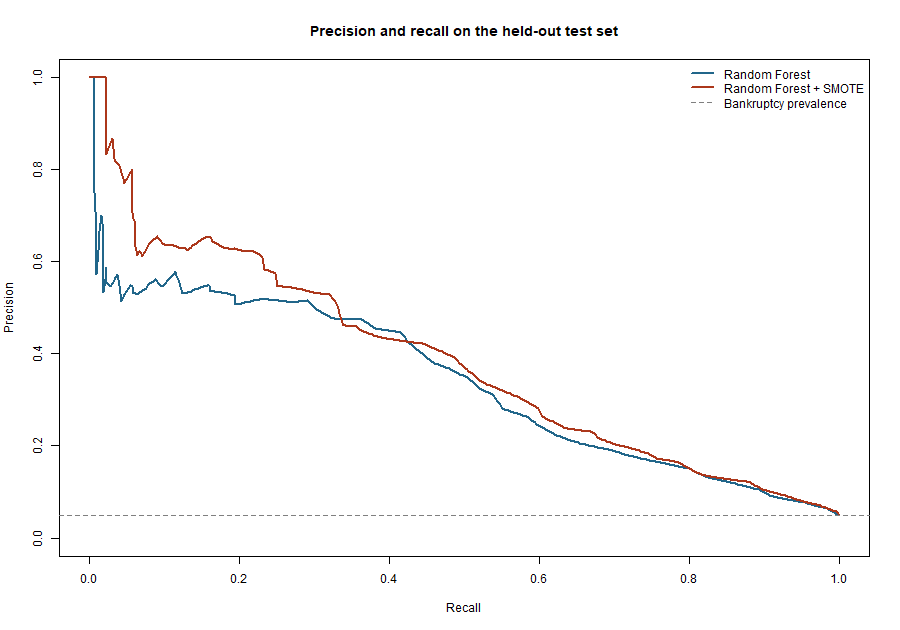 Precision and recall on the held-out test set
Random Forest
Random Forest + SMOTE
Bankruptcy prevalence
Precision
1.0
0.8
0.6
0.4
0.2
0.0
0.0 0.2 0.4 0.6 0.8 1.0
Recall